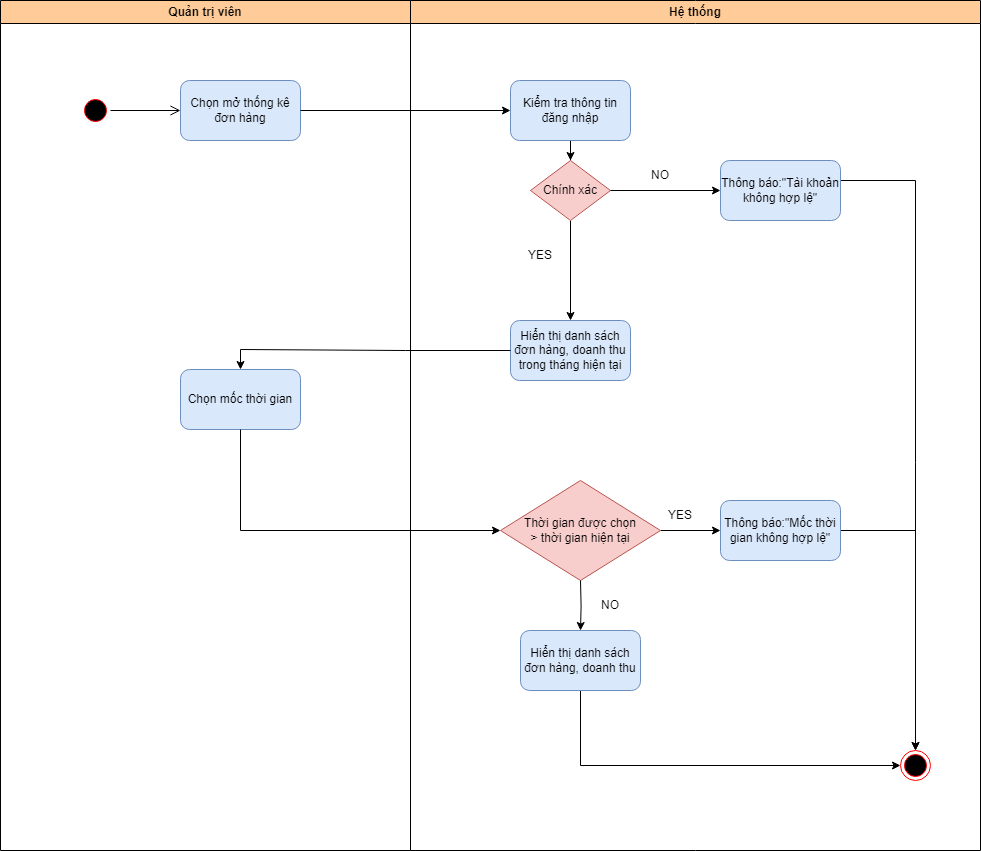 Quản trị viên
Hệ thống
Chọn mở thống kê
đơn hàng
Kiểm tra thông tin
đăng nhập
Chính xác
NO
Thông báo:"Tài khoản
không hợp lệ"
YES
Hiển thị danh sách
đơn hàng, doanh thu
trong tháng hiện tại
Chọn mốc thời gian
Thời gian được chọn
> thời gian hiện tại
YES
Thông báo:"Mốc thời
gian không hợp lệ"
NO
Hiển thị danh sách
đơn hàng, doanh thu